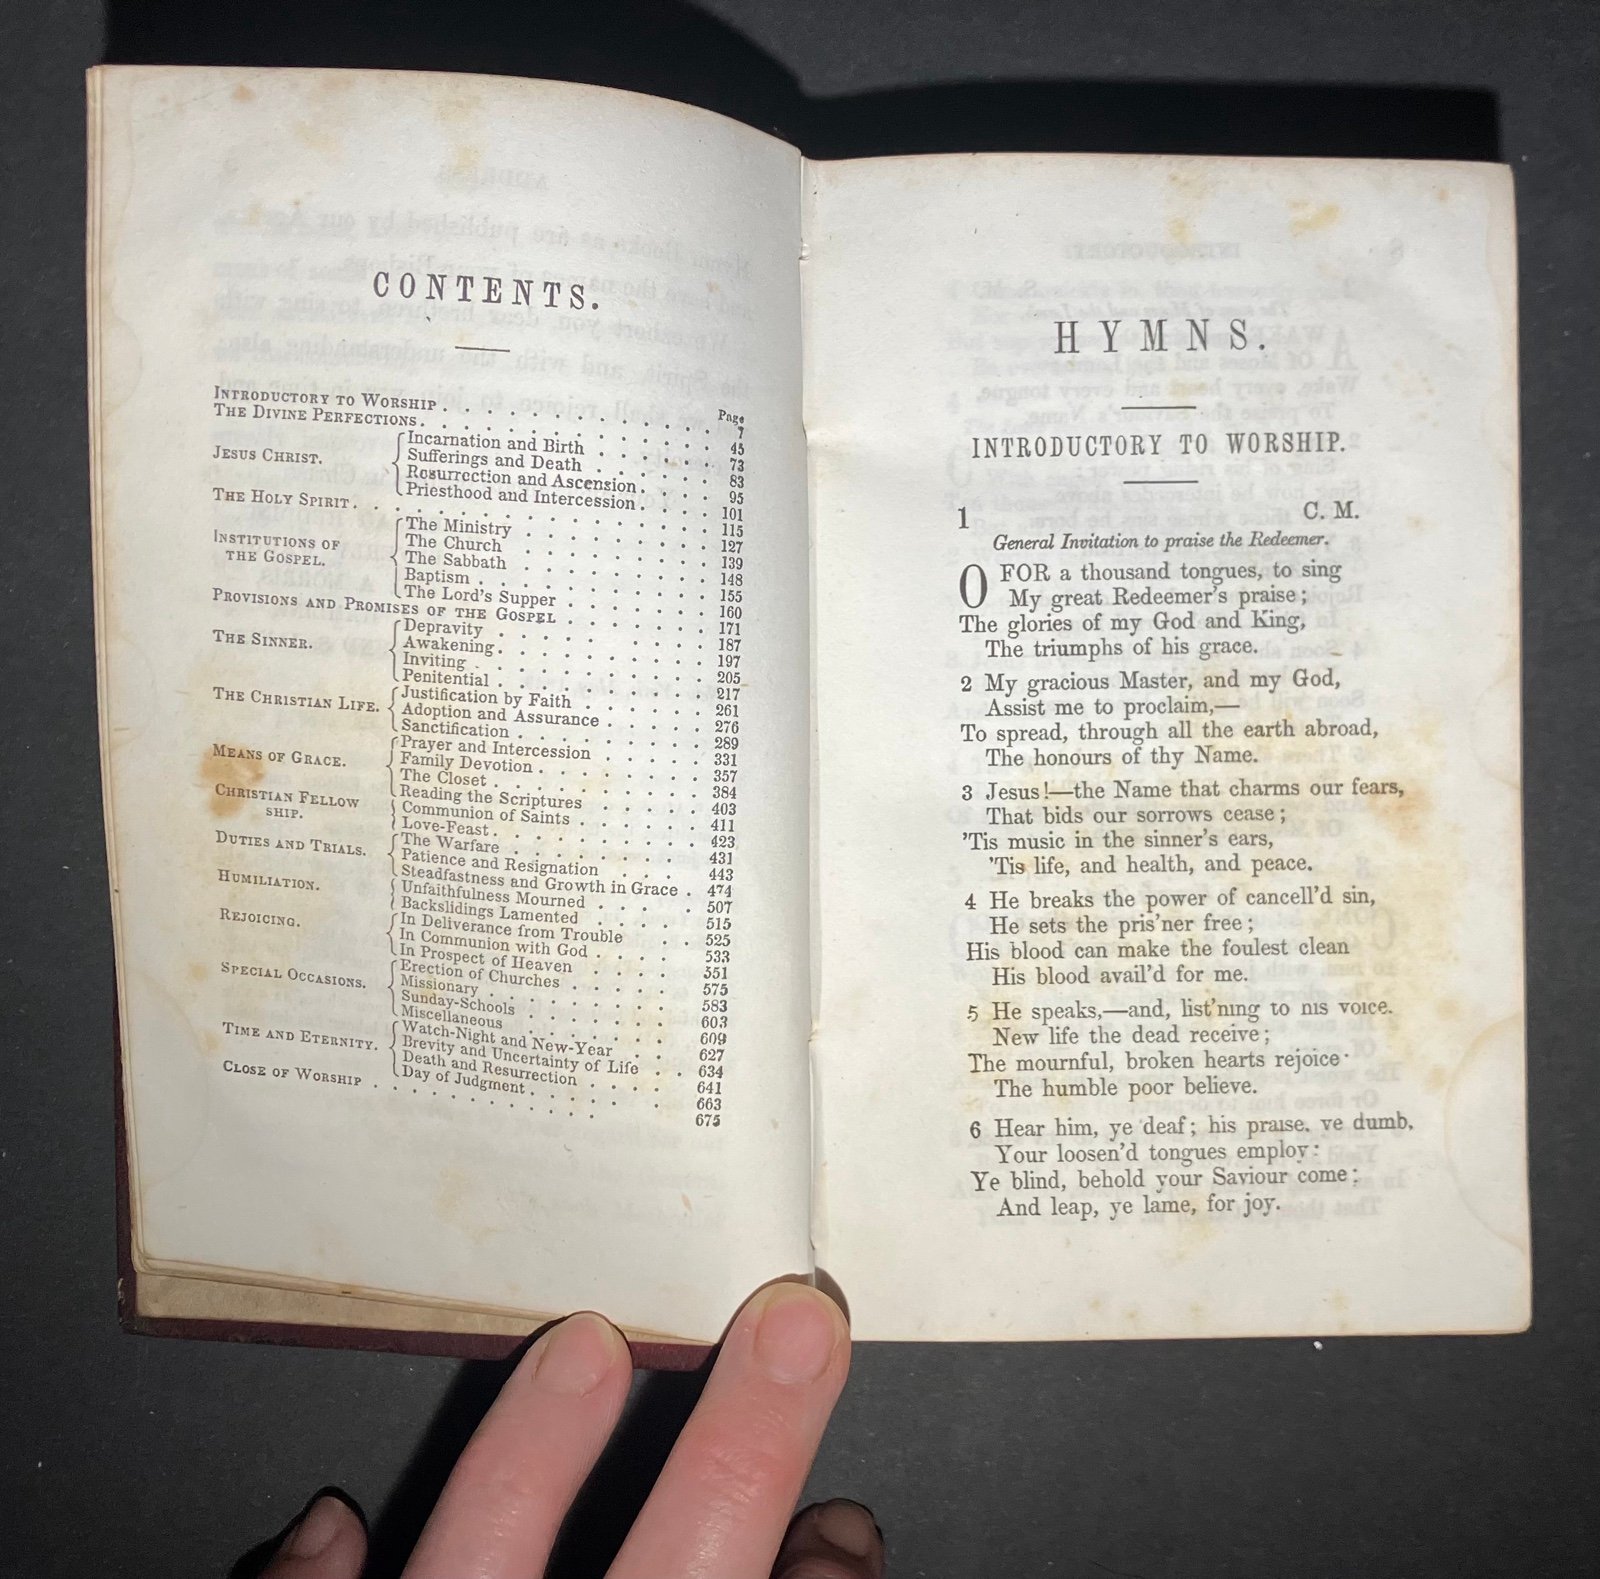 CONTENTS.
Page
INTRODUCTORY TO WORSHIP . . . . . . . . . . . . 7
THE DIVINE PERFECTIONS . . . . . . . . . . . . 45
JESUS CHRIST. { Incarnation and Birth . . . . . . 73
Sufferings and Death . . . . . . 83
Resurrection and Ascension . . . . 95
Priesthood and Intercession . . . . 101
THE HOLY SPIRIT . . . . . . . . . . . . . . 115
INSTITUTIONS OF THE GOSPEL. { The Ministry . . . . . . . . . 127
The Church . . . . . . . . . 139
The Sabbath . . . . . . . . . 148
Baptism . . . . . . . . . . 155
The Lord's Supper . . . . . . . 160
PROVISIONS AND PROMISES OF THE GOSPEL . . . . . . . 171
THE SINNER. { Depravity . . . . . . . . . 187
Awakening . . . . . . . . . 197
Inviting . . . . . . . . . . 205
Penitential . . . . . . . . . 217
THE CHRISTIAN LIFE. { Justification by Faith . . . . . . 261
Adoption and Assurance . . . . . 276
Sanctification . . . . . . . . 289
MEANS OF GRACE. { Prayer and Intercession . . . . . 331
Family Devotion . . . . . . . . 357
The Closet . . . . . . . . . 384
Reading the Scriptures . . . . . 403
CHRISTIAN FELLOW SHIP. { Communion of Saints . . . . . . 411
Love-Feast . . . . . . . . . 423
DUTIES AND TRIALS. { The Warfare . . . . . . . . 431
Patience and Resignation . . . 443
Steadfastness and Growth in Grace . 474
HUMILIATION. { Unfaithfulness Mourned . . . . 507
Backslidings Lamented . . . . 515
REJOICING. { In Deliverance from Trouble . . 525
In Communion with God . . . . 533
In Prospect of Heaven . . . . 551
SPECIAL OCCASIONS. { Erection of Churches . . . . . 575
Missionary . . . . . . . . 583
Sunday-Schools . . . . . . . 603
Miscellaneous . . . . . . . 609
TIME AND ETERNITY. { Watch-Night and New-Year . . 627
Brevity and Uncertainty of Life . . 634
Death and Resurrection . . . . 641
Day of Judgment . . . . . . 663
CLOSE OF WORSHIP . . . . . . . . . . . . 675
HYMNS.
INTRODUCTORY TO WORSHIP.
1 C. M.
General Invitation to praise the Redeemer.
O FOR a thousand tongues, to sing
My great Redeemer's praise;
The glories of my God and King,
The triumphs of his grace.
2 My gracious Master, and my God,
Assist me to proclaim,—
To spread, through all the earth abroad,
The honours of thy Name.
3 Jesus!—the Name that charms our fears,
That bids our sorrows cease;
'Tis music in the sinner's ears,
'Tis life, and health, and peace.
4 He breaks the power of cancell'd sin,
He sets the pris'ner free;
His blood can make the foulest clean
His blood avail'd for me.
5 He speaks,—and, list'ning to his voice.
New life the dead receive;
The mournful, broken hearts rejoice·
The humble poor believe.
6 Hear him, ye deaf; his praise, ye dumb,
Your loosen'd tongues employ:
Ye blind, behold your Saviour come;
And leap, ye lame, for joy.